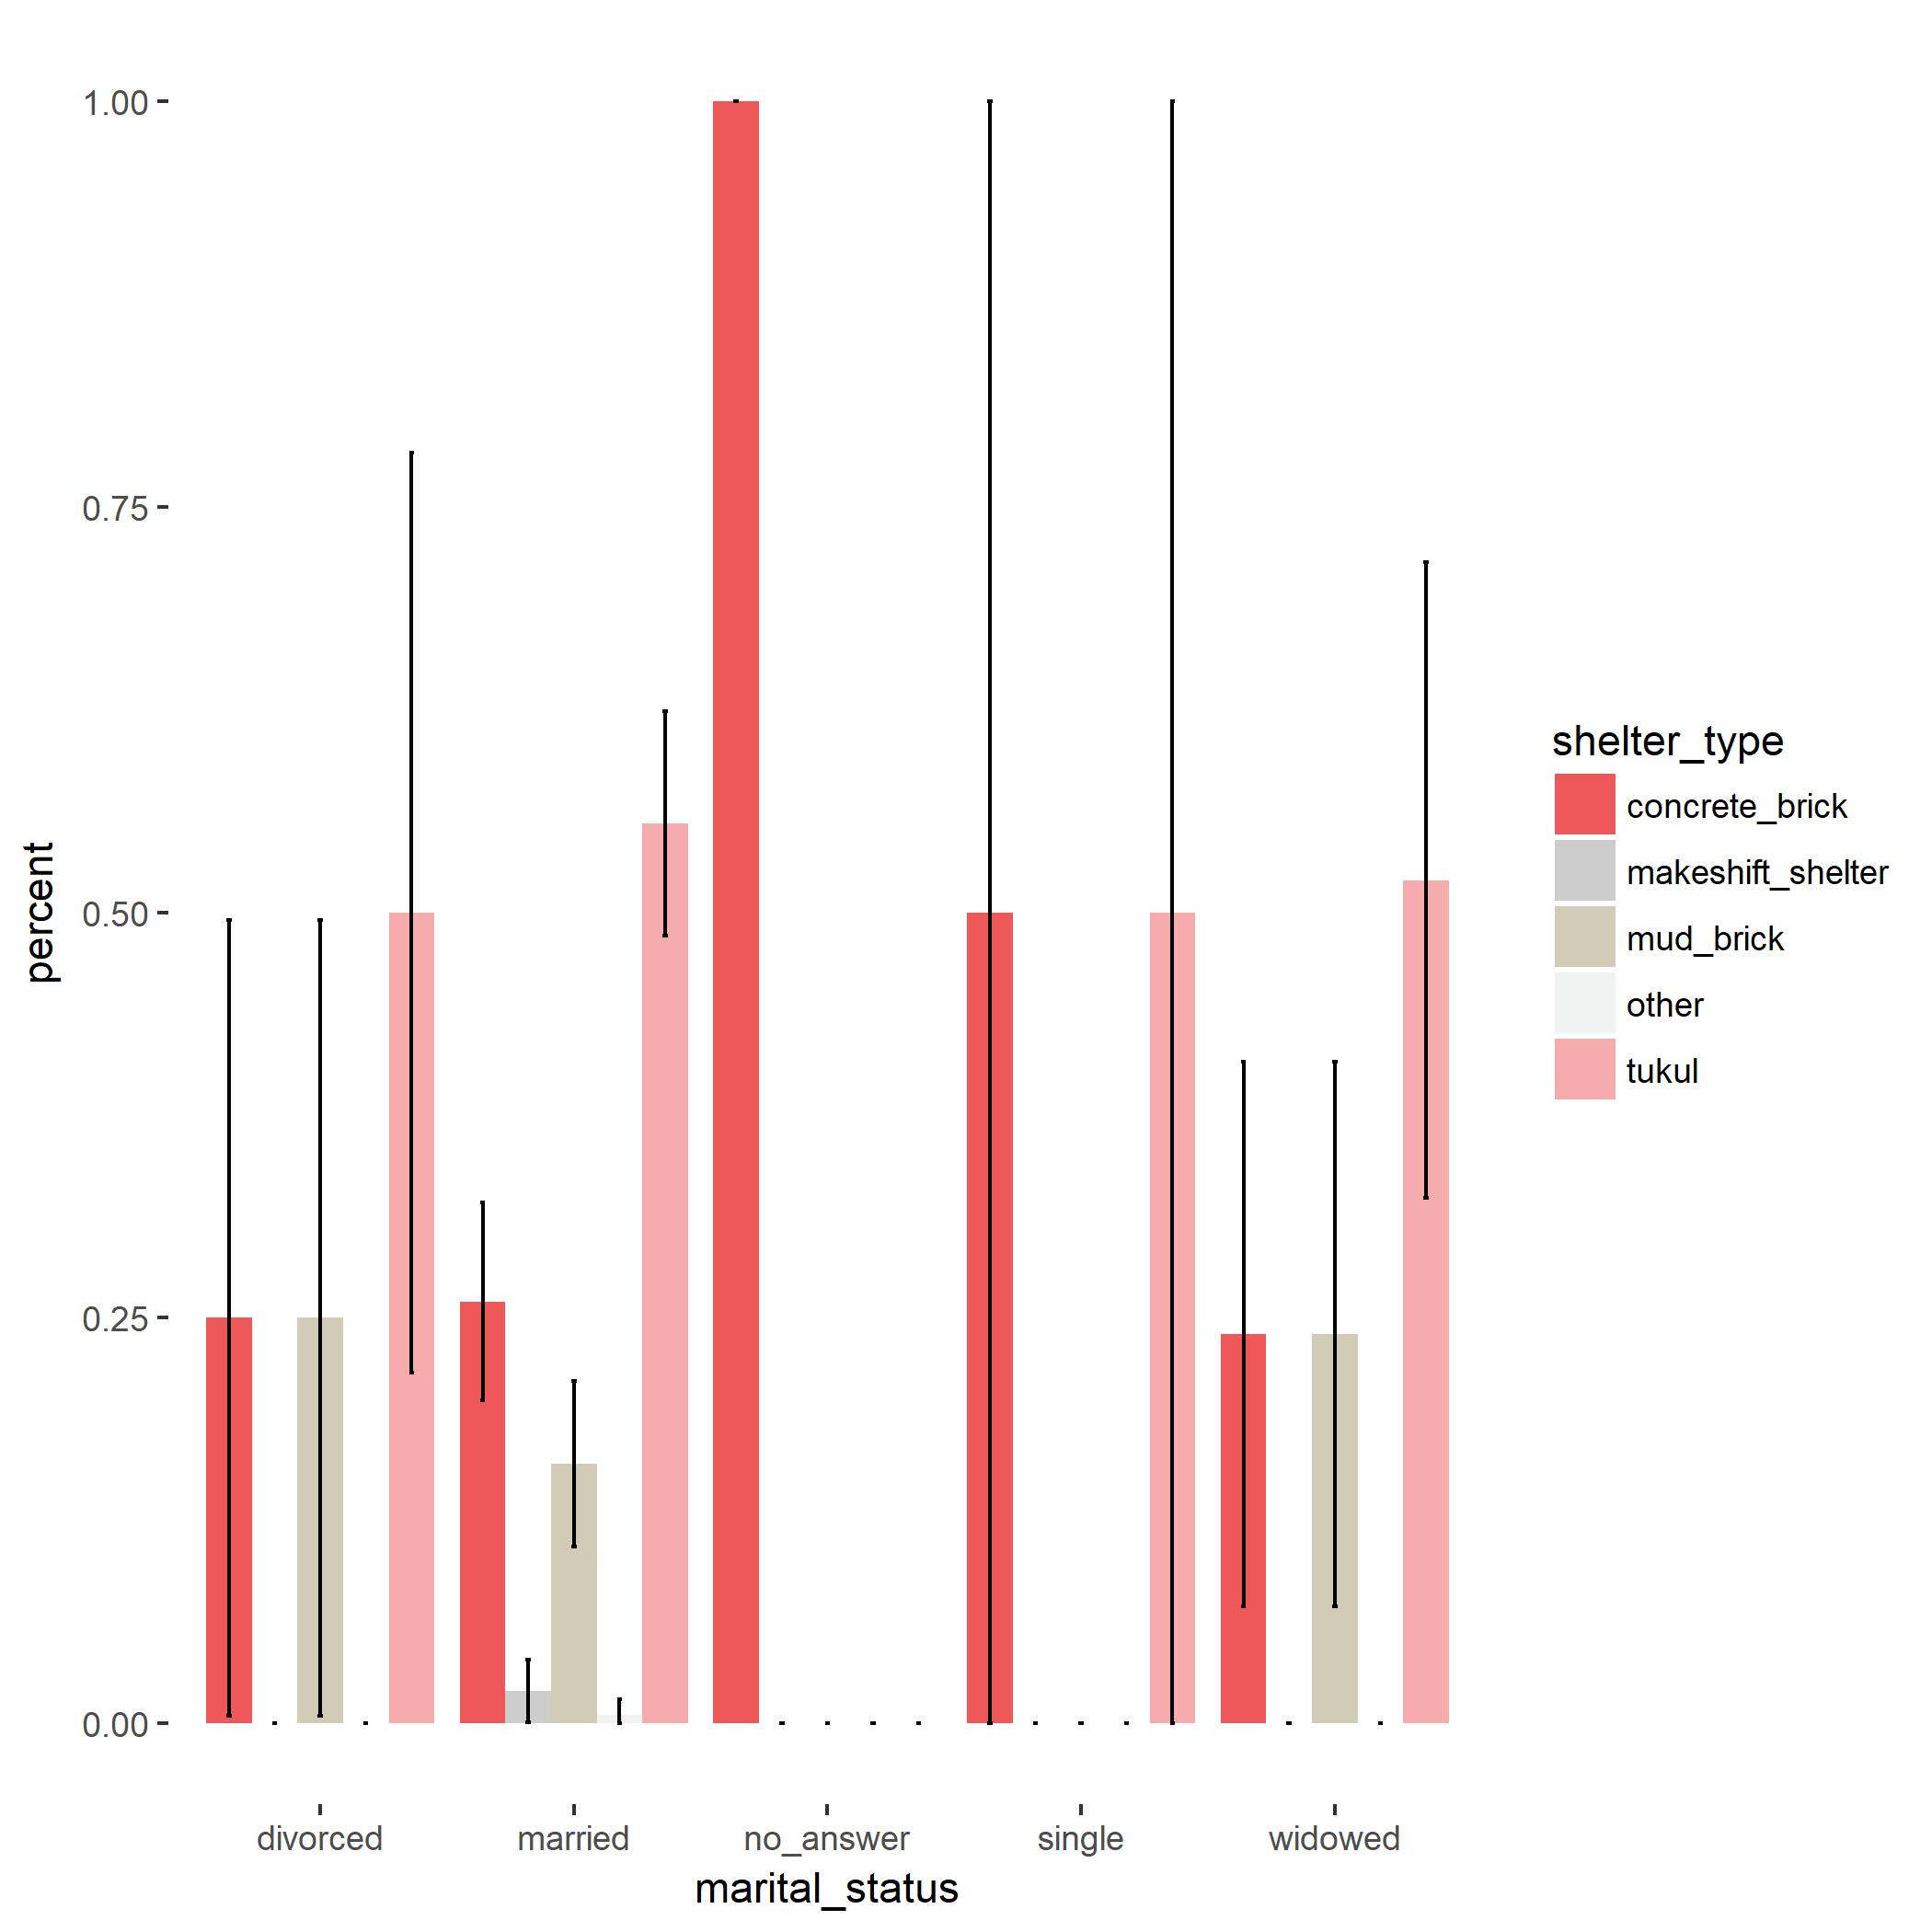 1.00
0.75
0.50
0.25
0.00
percent
divorced married no_answer single widowed
marital_status
shelter_type
concrete_brick
makeshift_shelter
mud_brick
other
tukul